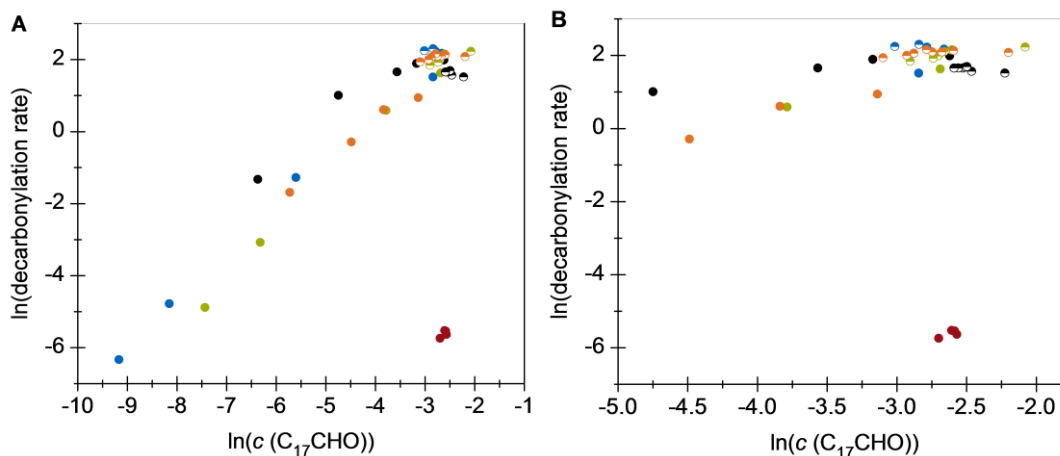 A
ln(decarbonylation rate)
2
0
-2
-4
-6
-10 -9 -8 -7 -6 -5 -4 -3 -2 -1
ln(c (C₁₇CHO))
B
ln(decarbonylation rate)
2
0
-2
-4
-6
-5.0 -4.5 -4.0 -3.5 -3.0 -2.5 -2.0
ln(c (C₁₇CHO))